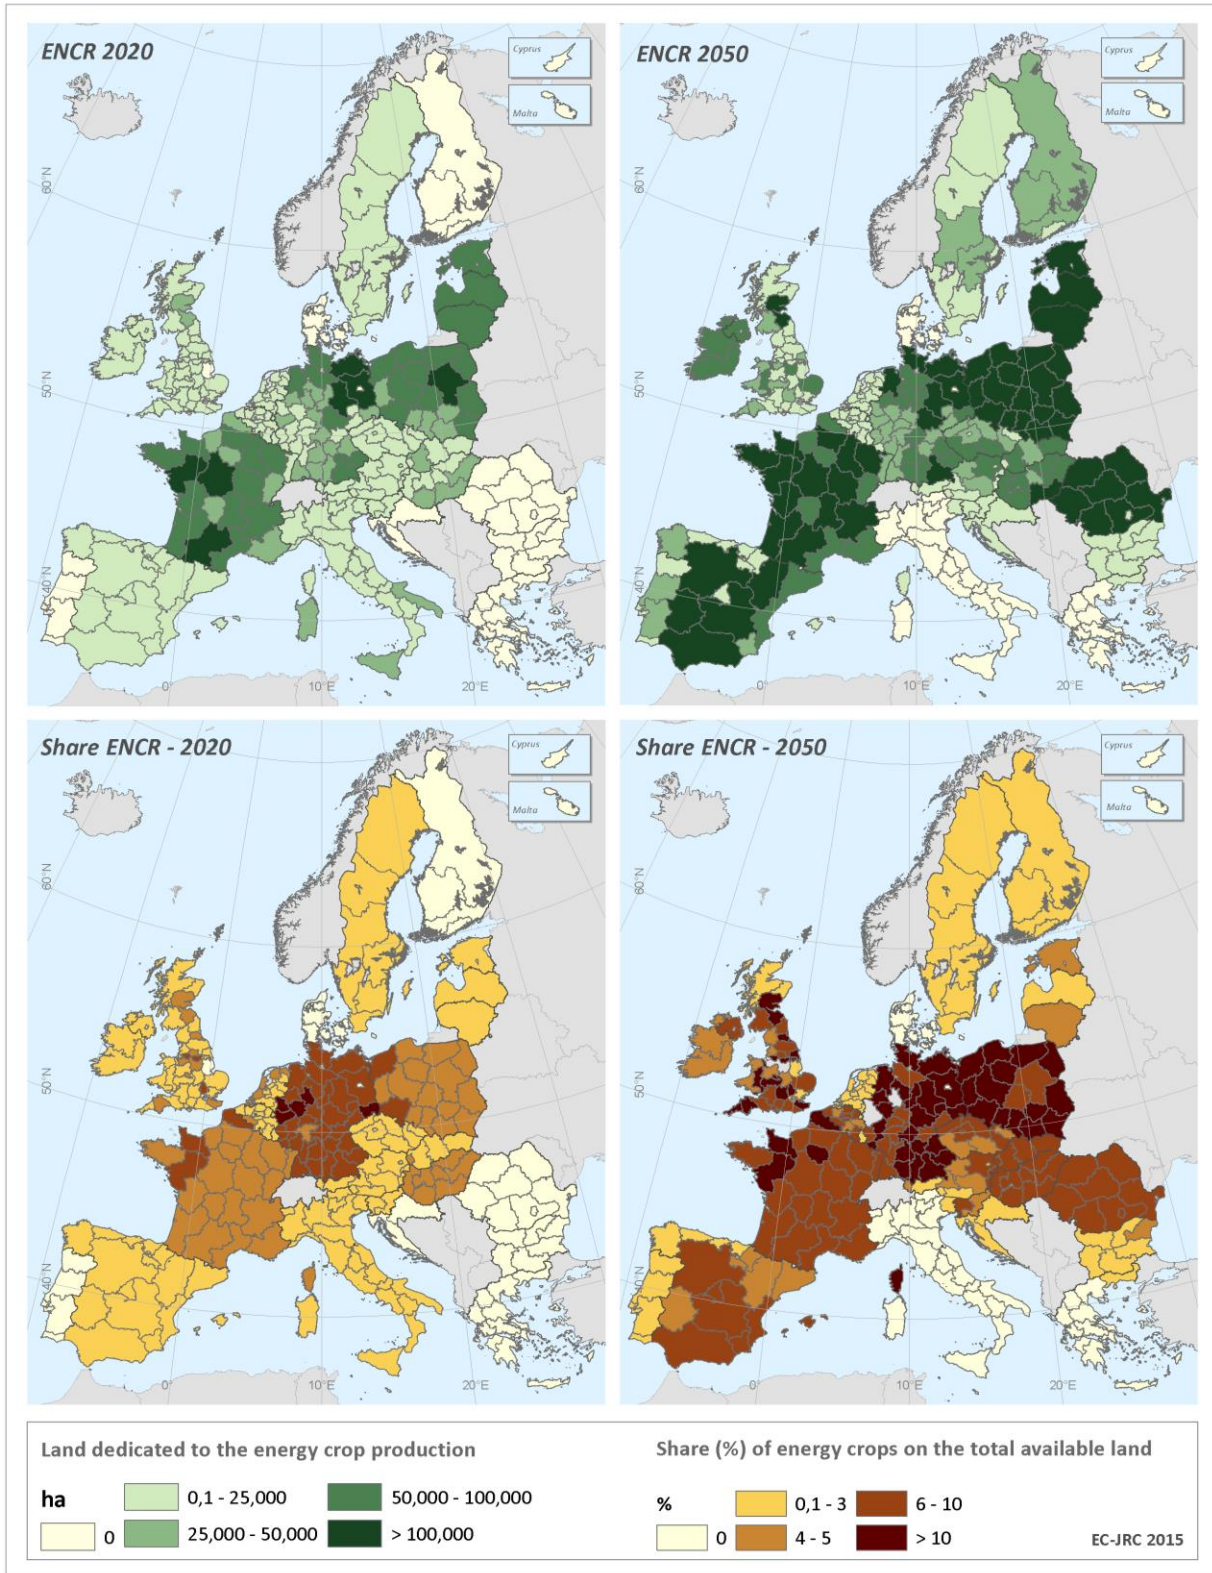 ENCR 2020
Cyprus
Malta
60°N
50°N
40°N
0°
10°E
20°E
ENCR 2050
Cyprus
Malta
60°N
50°N
40°N
0°
10°E
20°E
Share ENCR - 2020
Cyprus
Malta
60°N
50°N
40°N
0°
10°E
20°E
Share ENCR - 2050
Cyprus
Malta
60°N
50°N
40°N
0°
10°E
20°E
Land dedicated to the energy crop production
ha
0
0,1 - 25,000
25,000 - 50,000
50,000 - 100,000
> 100,000
Share (%) of energy crops on the total available land
%
0
0,1 - 3
4 - 5
6 - 10
> 10
EC-JRC 2015